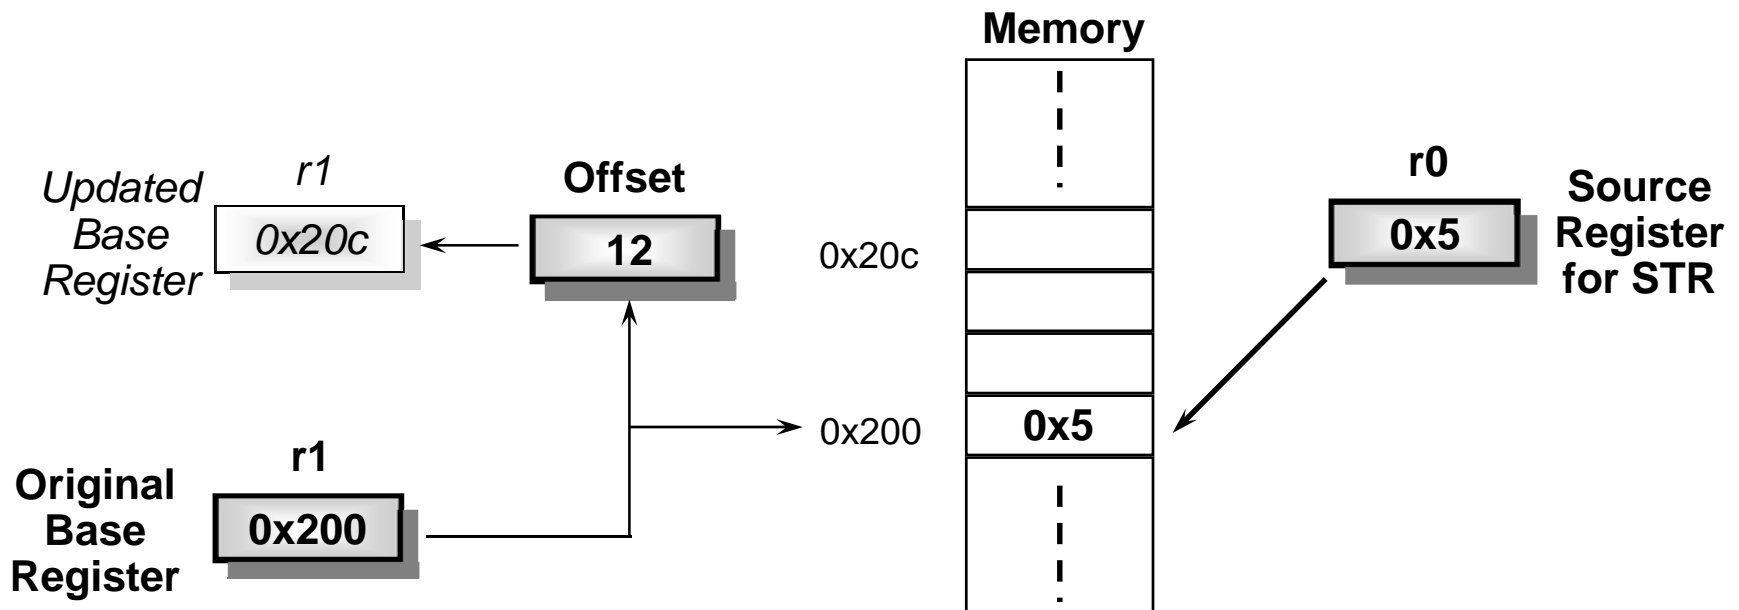 Memory
r1
Updated
Base
Register
0x20c
Offset
12
0x20c
r0
0x5
Source
Register
for STR
0x200
0x5
r1
Original
Base
Register
0x200